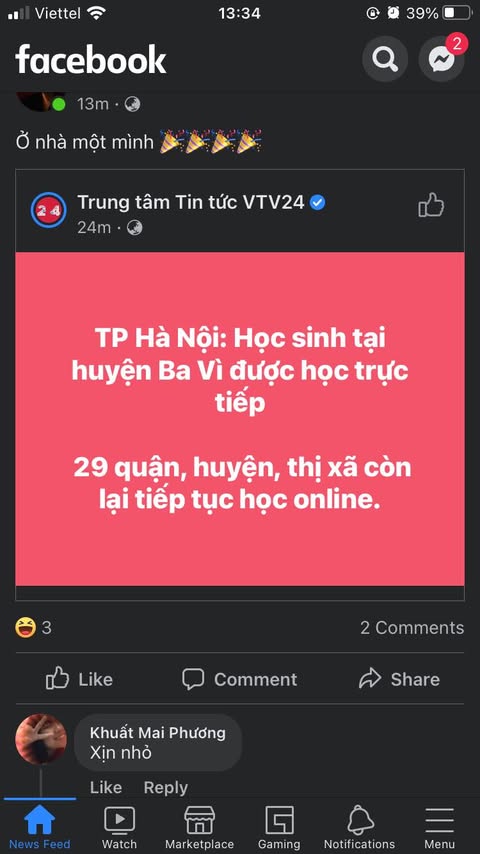 Viettel 13:34 39%
facebook
2
13m ·
Ở nhà một mình 🎉🎉🎉🎉
24 Trung tâm Tin tức VTV24
24m ·
TP Hà Nội: Học sinh tại
huyện Ba Vì được học trực
tiếp
29 quận, huyện, thị xã còn
lại tiếp tục học online.
😆 3 2 Comments
Like Comment Share
Khuất Mai Phương
Xịn nhỏ
Like Reply
News Feed Watch Marketplace Gaming Notifications Menu